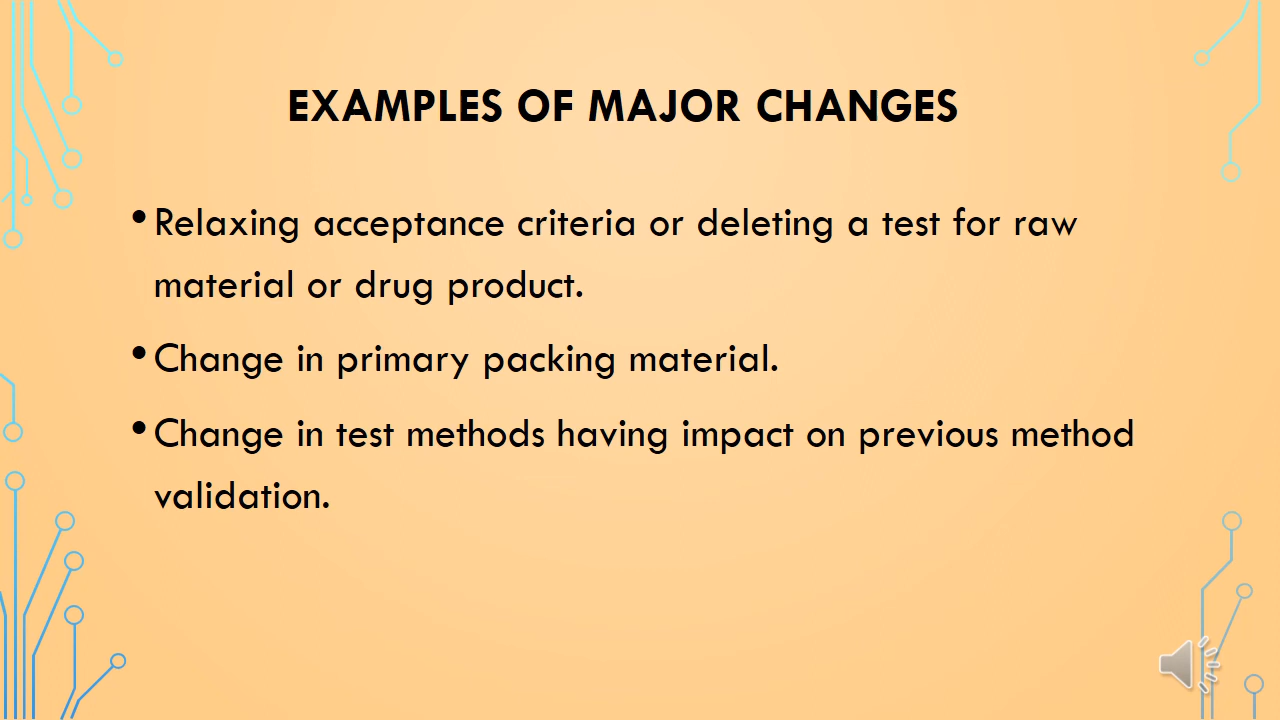 EXAMPLES OF MAJOR CHANGES
• Relaxing acceptance criteria or deleting a test for raw
material or drug product.
• Change in primary packing material.
• Change in test methods having impact on previous method
validation.